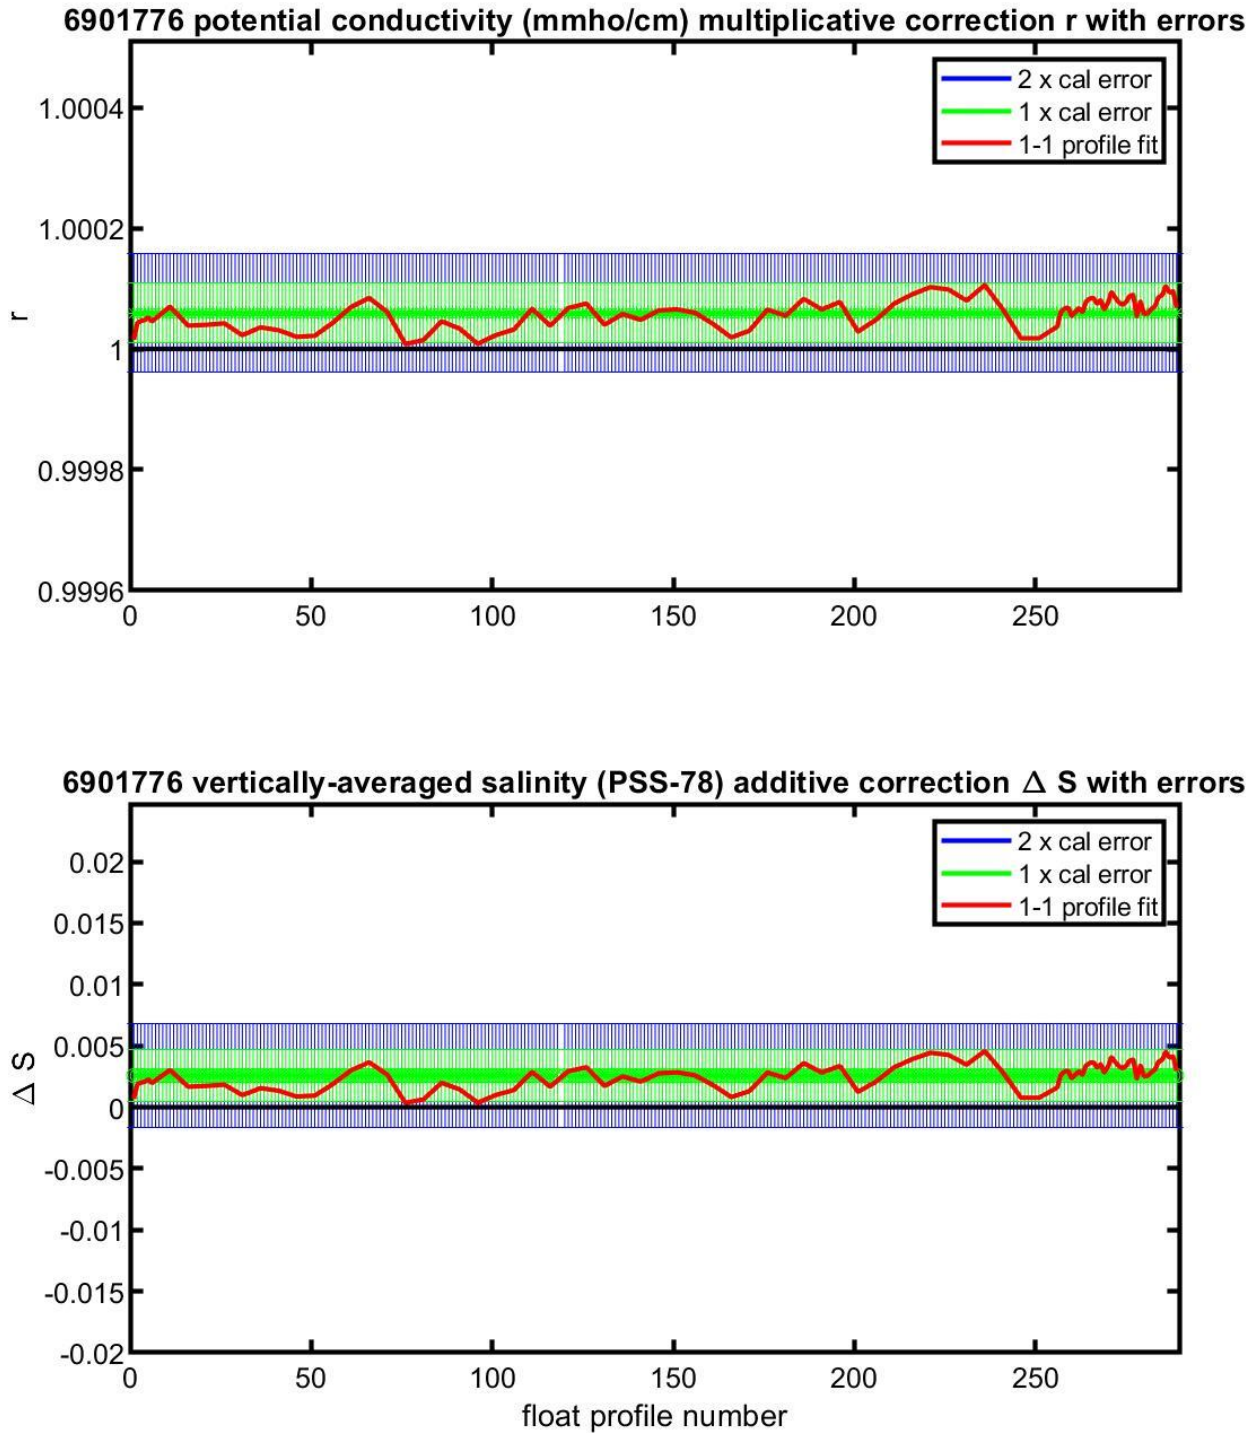 6901776 potential conductivity (mmho/cm) multiplicative correction r with errors
2 x cal error
1 x cal error
1-1 profile fit
1.0004
1.0002
1
0.9998
0.9996
r
0 50 100 150 200 250
6901776 vertically-averaged salinity (PSS-78) additive correction Δ S with errors
2 x cal error
1 x cal error
1-1 profile fit
0.02
0.015
0.01
0.005
0
-0.005
-0.01
-0.015
-0.02
Δ S
0 50 100 150 200 250
float profile number